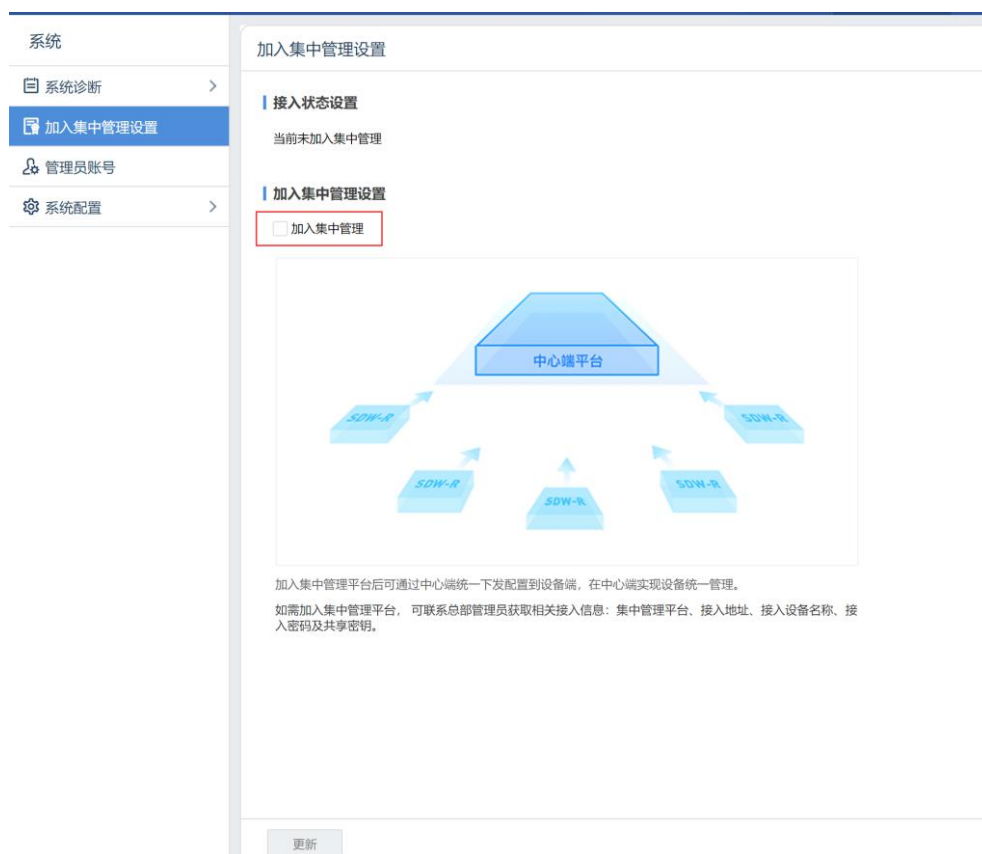 系统
系统诊断
加入集中管理设置
管理员账号
系统配置
加入集中管理设置
接入状态设置
当前未加入集中管理
加入集中管理设置
加入集中管理
中心端平台
SDW-R
SDW-R
SDW-R
SDW-R
SDW-R
加入集中管理平台后可通过中心端统一下发配置到设备端，在中心端实现设备统一管理。
如需加入集中管理平台， 可联系总部管理员获取相关接入信息：集中管理平台、接入地址、接入设备名称、接
入密码及共享密钥。
更新